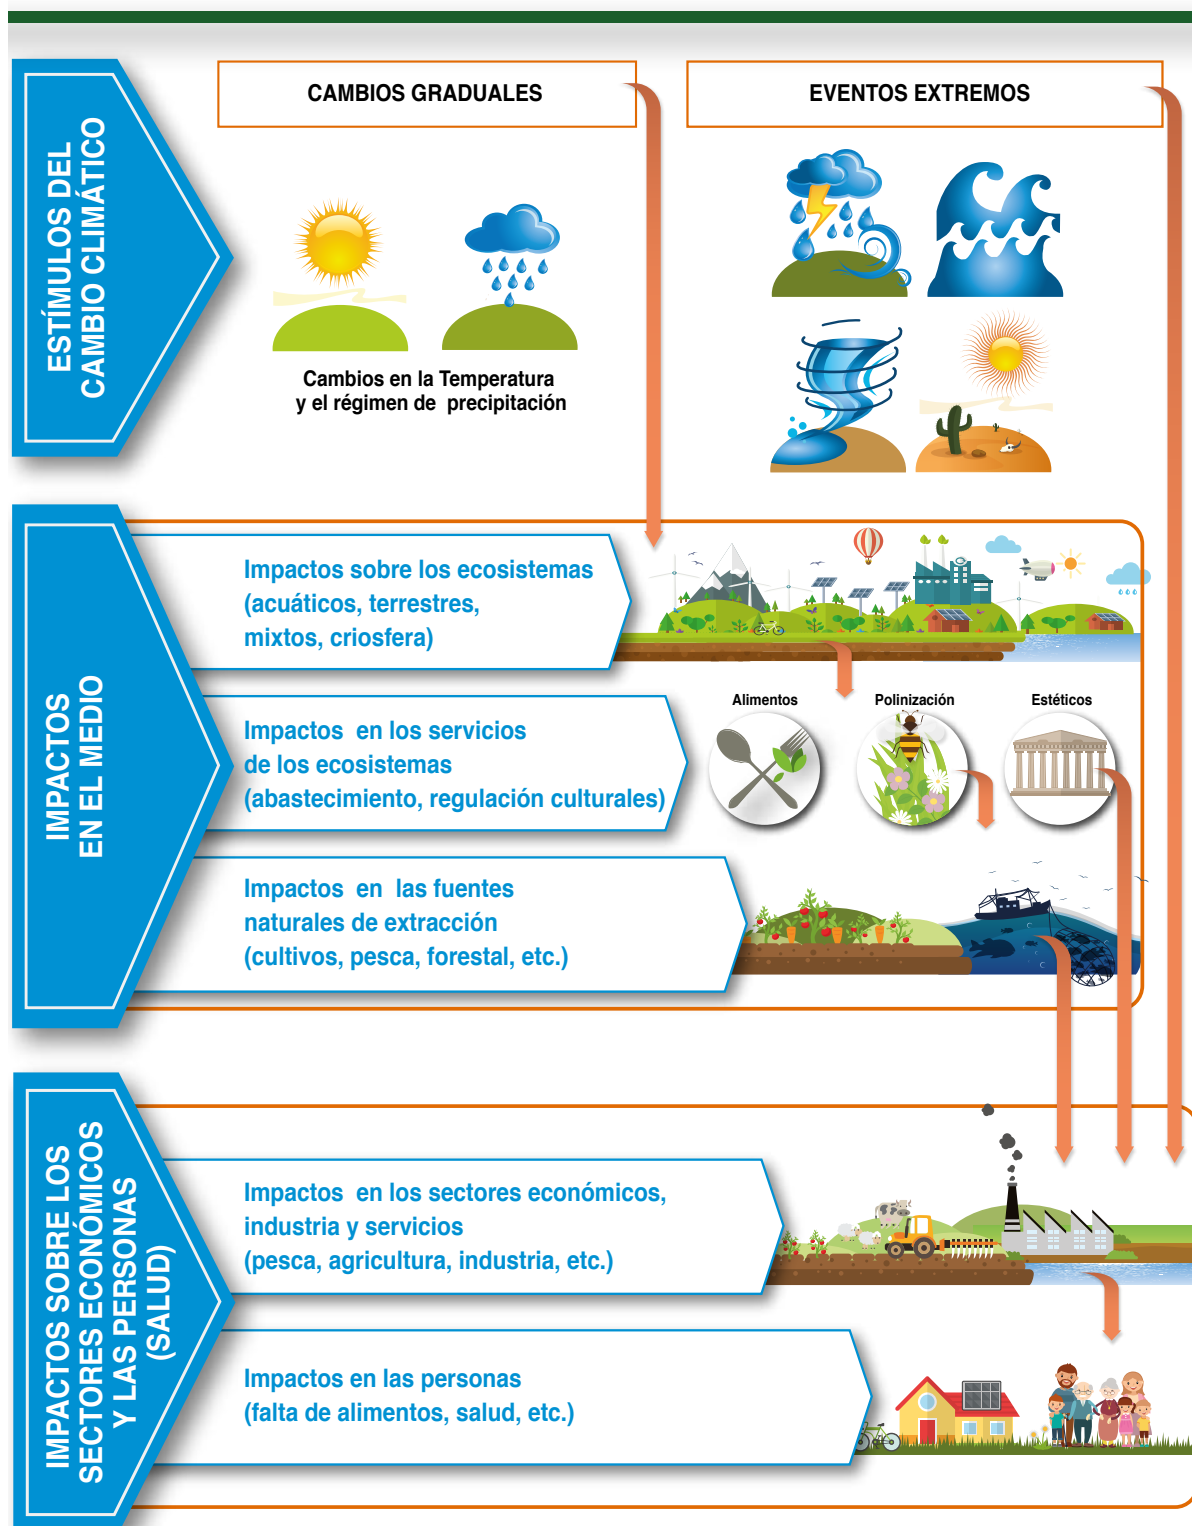 ESTÍMULOS DEL
CAMBIO CLIMÁTICO
CAMBIOS GRADUALES
EVENTOS EXTREMOS
Cambios en la Temperatura
y el régimen de precipitación
IMPACTOS
EN EL MEDIO
Impactos sobre los ecosistemas
(acuáticos, terrestres,
mixtos, criosfera)
Impactos en los servicios
de los ecosistemas
(abastecimiento, regulación culturales)
Alimentos
Polinización
Estéticos
Impactos en las fuentes
naturales de extracción
(cultivos, pesca, forestal, etc.)
IMPACTOS SOBRE LOS
SECTORES ECONÓMICOS
Y LAS PERSONAS
(SALUD)
Impactos en los sectores económicos,
industria y servicios
(pesca, agricultura, industria, etc.)
Impactos en las personas
(falta de alimentos, salud, etc.)